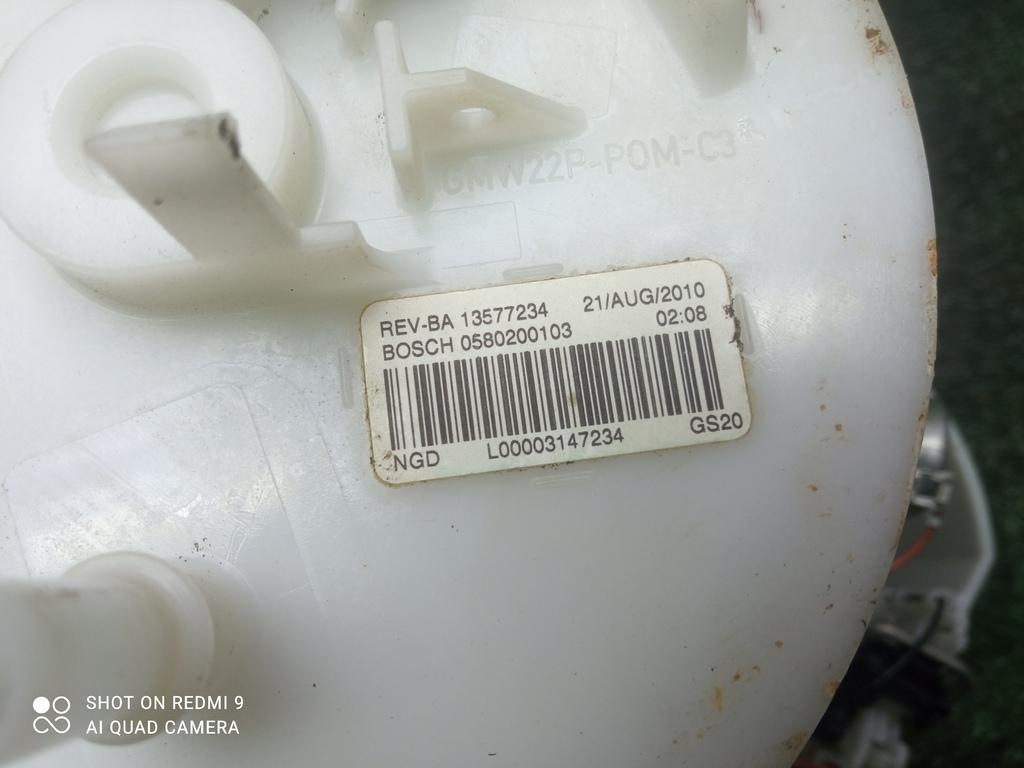 GMW22P-POM-C3
REV-BA 13577234 21/AUG/2010
BOSCH 0580200103 02:08
NGD L00003147234 GS20
SHOT ON REDMI 9
AI QUAD CAMERA